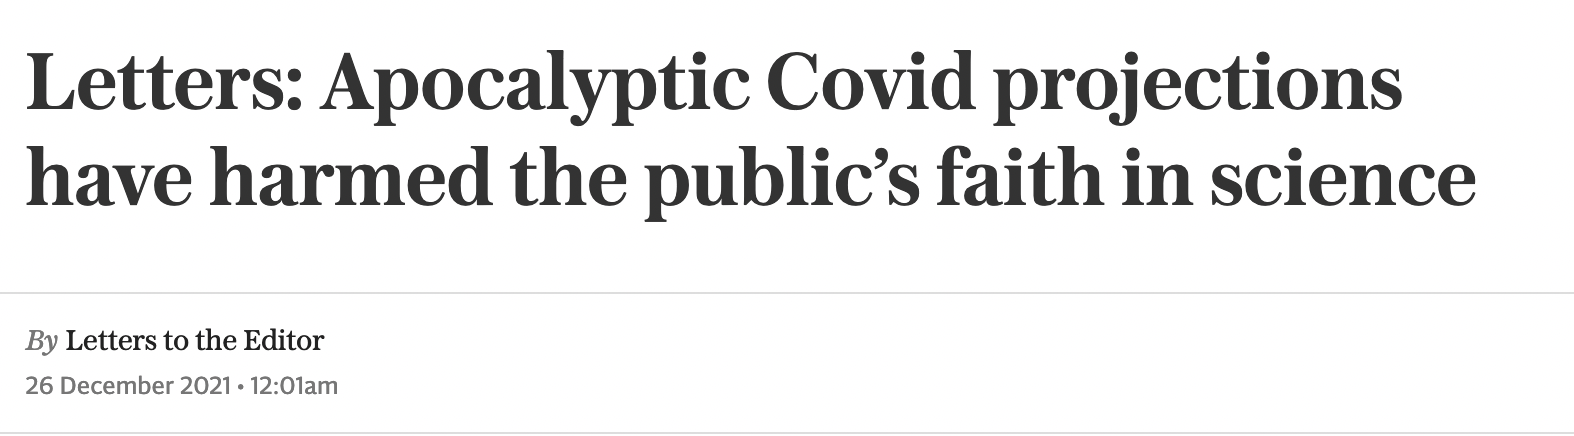 Letters: Apocalyptic Covid projections
have harmed the public’s faith in science
By Letters to the Editor
26 December 2021 • 12:01am